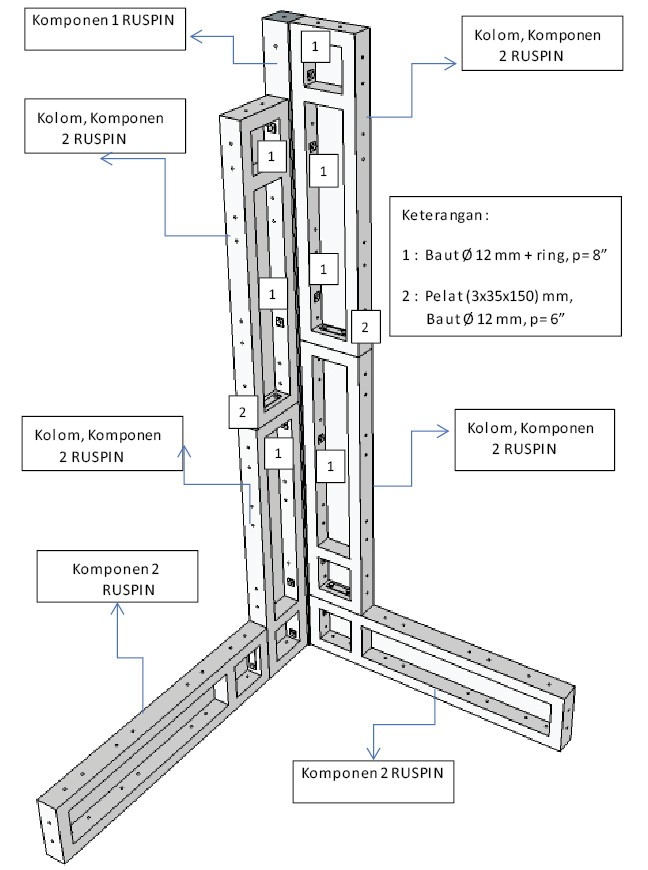 Komponen 1 RUSPIN
Kolom, Komponen
2 RUSPIN
Kolom, Komponen
2 RUSPIN
1
1
1
Keterangan :
1 : Baut Ø 12 mm + ring, p= 8”
2 : Pelat (3x35x150) mm,
Baut Ø 12 mm, p= 6”
1
1
2
2
Kolom, Komponen
2 RUSPIN
Kolom, Komponen
2 RUSPIN
1
1
Komponen 2
RUSPIN
Komponen 2 RUSPIN